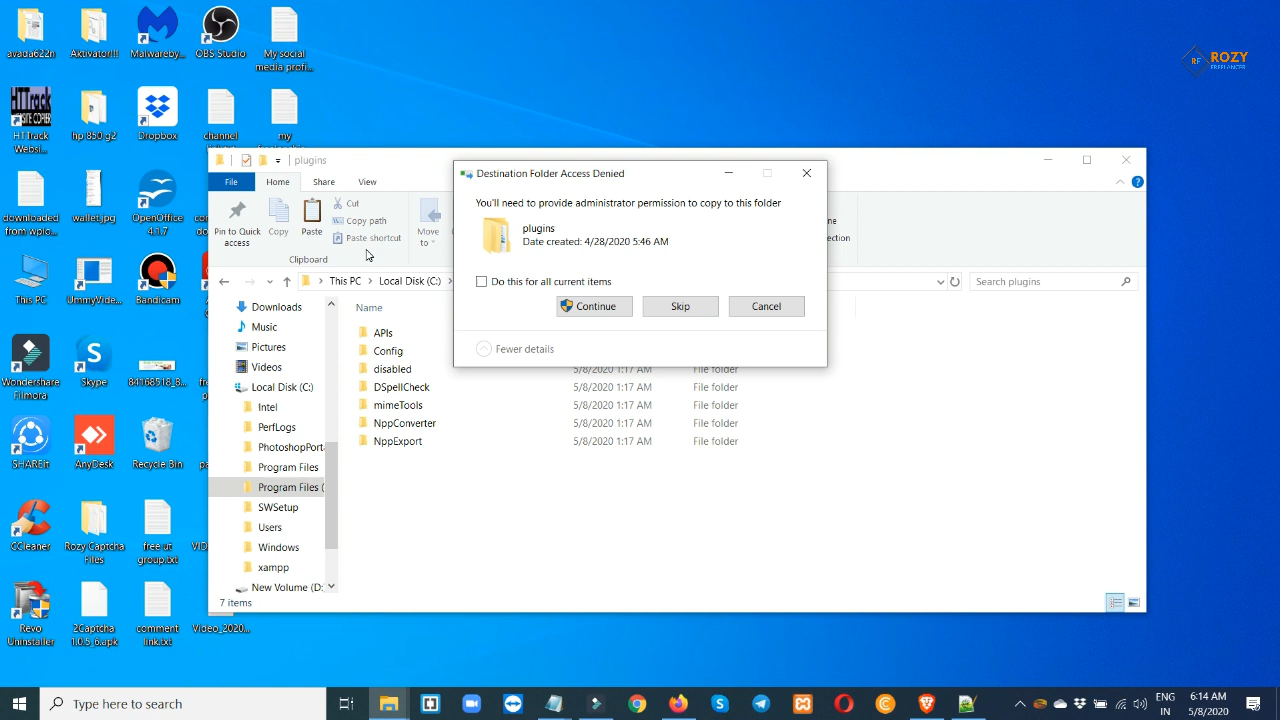 avada622n
Aktivator!!!
Malwareby...
OBS Studio
My social
media profi...
ROZY
FREELANCER
HTTrack
Websi...
hp 850 g2
Dropbox
channel
my
downloaded
from wpio...
wallet.jpg
OpenOffice
4.1.7
This PC
UmmyVide...
Bandicam
Wondershare
Filmora
Skype
84168518_8...
SHAREit
AnyDesk
Recycle Bin
CCleaner
Rozy Captcha
Files
free ut
group.txt
Revo
Uninstaller
2Captcha
1.0.5_6.apk
comment
link.txt
Video_2020...
plugins
File
Home
Share
View
Pin to Quick
access
Copy
Paste
Cut
Copy path
Paste shortcut
Move
to
Clipboard
This PC
Local Disk (C:)
Search plugins
Downloads
Music
Pictures
Videos
Local Disk (C:)
Intel
PerfLogs
PhotoshopPorta
Program Files
Program Files (
SWSetup
Users
Windows
xampp
New Volume (D:
Name
APIs
Config
disabled 5/8/2020 1:17 AM File folder
DSpellCheck 5/8/2020 1:17 AM File folder
mimeTools 5/8/2020 1:17 AM File folder
NppConverter 5/8/2020 1:17 AM File folder
NppExport 5/8/2020 1:17 AM File folder
7 items
Destination Folder Access Denied
You'll need to provide administrator permission to copy to this folder
plugins
Date created: 4/28/2020 5:46 AM
Do this for all current items
Continue
Skip
Cancel
Fewer details
Type here to search
ENG
IN
6:14 AM
5/8/2020